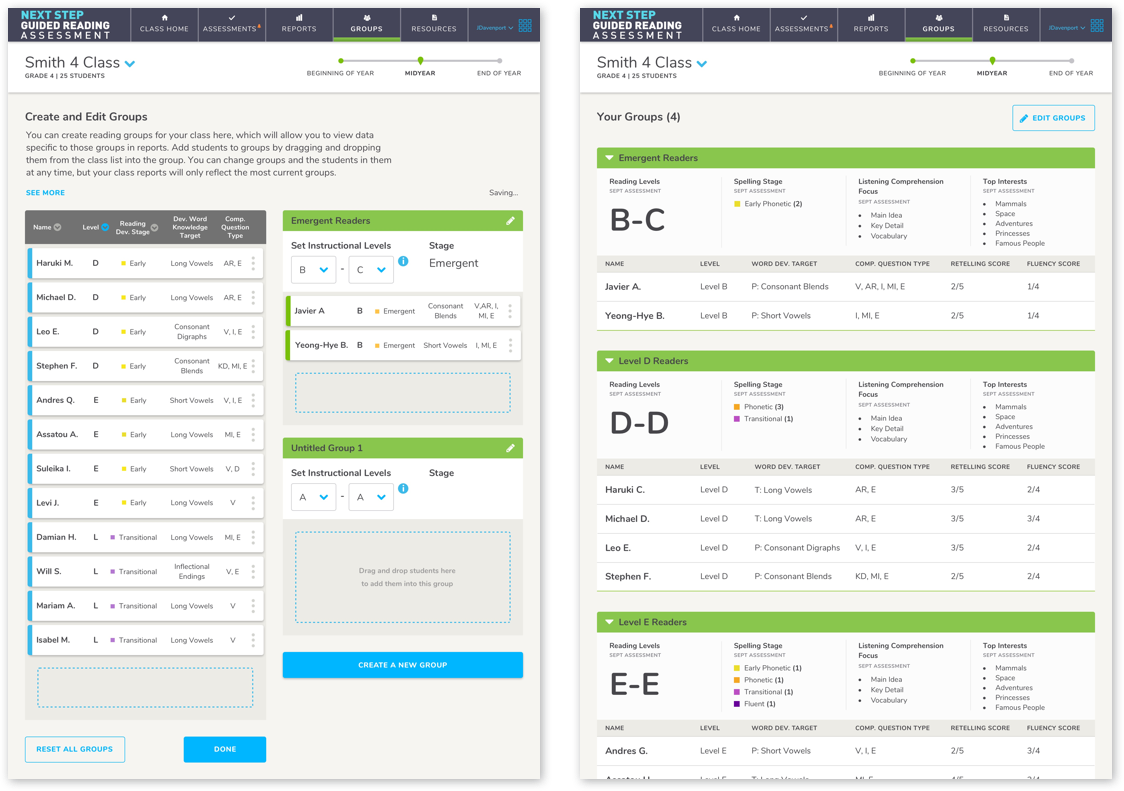 NEXT STEP
GUIDED READING
ASSESSMENT
CLASS HOME
ASSESSMENTS
REPORTS
GROUPS
RESOURCES
IDavenport
Smith 4 Class
GRADE 4 | 25 STUDENTS
BEGINNING OF YEAR
MIDYEAR
END OF YEAR
Create and Edit Groups
You can create reading groups for your class here, which will allow you to view data
specific to those groups in reports. Add students to groups by dragging and dropping
them from the class list into the group. You can change groups and the students in them
at any time, but your class reports will only reflect the most current groups.
SEE MORE
Saving...
Name Level Reading Dev. Stage Dev. Word Knowledge Target Comp. Question Type
Haruki M. D Early Long Vowels AR, E
Michael D. D Early Long Vowels AR, E
Leo E. D Early Consonant Digraphs V, I, E
Stephen F. D Early Consonant Blends KD, MI, E
Andres Q. E Early Short Vowels V, I, E
Assatou A. E Early Long Vowels MI, E
Suleika I. E Early Short Vowels V, D
Levi J. E Early Long Vowels V
Damian H. L Transitional Long Vowels MI, E
Will S. L Transitional Inflectional Endings V, E
Mariam A. L Transitional Long Vowels V
Isabel M. L Transitional Long Vowels V
RESET ALL GROUPS
DONE
Emergent Readers
Set Instructional Levels Stage
B - C i Emergent
Javier A B Emergent Consonant Blends V,AR, I, MI, E
Yeong-Hye B. B Emergent Short Vowels I, MI, E
Untitled Group 1
Set Instructional Levels Stage
A - A i
Drag and drop students here
to add them into this group
CREATE A NEW GROUP
NEXT STEP
GUIDED READING
ASSESSMENT
CLASS HOME
ASSESSMENTS
REPORTS
GROUPS
RESOURCES
IDavenport
Smith 4 Class
GRADE 4 | 25 STUDENTS
BEGINNING OF YEAR
MIDYEAR
END OF YEAR
Your Groups (4)
EDIT GROUPS
Emergent Readers
Reading Levels
SEPT ASSESSMENT
B-C
Spelling Stage
SEPT ASSESSMENT
Early Phonetic (2)
Listening Comprehension
Focus
SEPT ASSESSMENT
• Main Idea
• Key Detail
• Vocabulary
Top Interests
SEPT ASSESSMENT
• Mammals
• Space
• Adventures
• Princesses
• Famous People
NAME LEVEL WORD DEV. TARGET COMP. QUESTION TYPE RETELLING SCORE FLUENCY SCORE
Javier A. Level B P: Consonant Blends V, AR, I, MI, E 2/5 1/4
Yeong-Hye B. Level B P: Short Vowels I, MI, E 2/5 1/4
Level D Readers
Reading Levels
SEPT ASSESSMENT
D-D
Spelling Stage
SEPT ASSESSMENT
Phonetic (3)
Transitional (1)
Listening Comprehension
Focus
SEPT ASSESSMENT
• Main Idea
• Key Detail
• Vocabulary
Top Interests
SEPT ASSESSMENT
• Mammals
• Space
• Adventures
• Princesses
• Famous People
NAME LEVEL WORD DEV. TARGET COMP. QUESTION TYPE RETELLING SCORE FLUENCY SCORE
Haruki C. Level D T: Long Vowels AR, E 3/5 2/4
Michael D. Level D T: Long Vowels AR, E 3/5 3/4
Leo E. Level D P: Consonant Digraphs V, I, E 3/5 2/4
Stephen F. Level D P: Consonant Blends KD, MI, E 2/5 2/4
Level E Readers
Reading Levels
SEPT ASSESSMENT
E-E
Spelling Stage
SEPT ASSESSMENT
Early Phonetic (1)
Phonetic (1)
Transitional (1)
Fluent (1)
Listening Comprehension
Focus
SEPT ASSESSMENT
• Main Idea
• Key Detail
• Vocabulary
Top Interests
SEPT ASSESSMENT
• Mammals
• Space
• Adventures
• Princesses
• Famous People
NAME LEVEL WORD DEV. TARGET COMP. QUESTION TYPE RETELLING SCORE FLUENCY SCORE
Andres G. Level E P: Short Vowels V, I, E 2/5 3/4